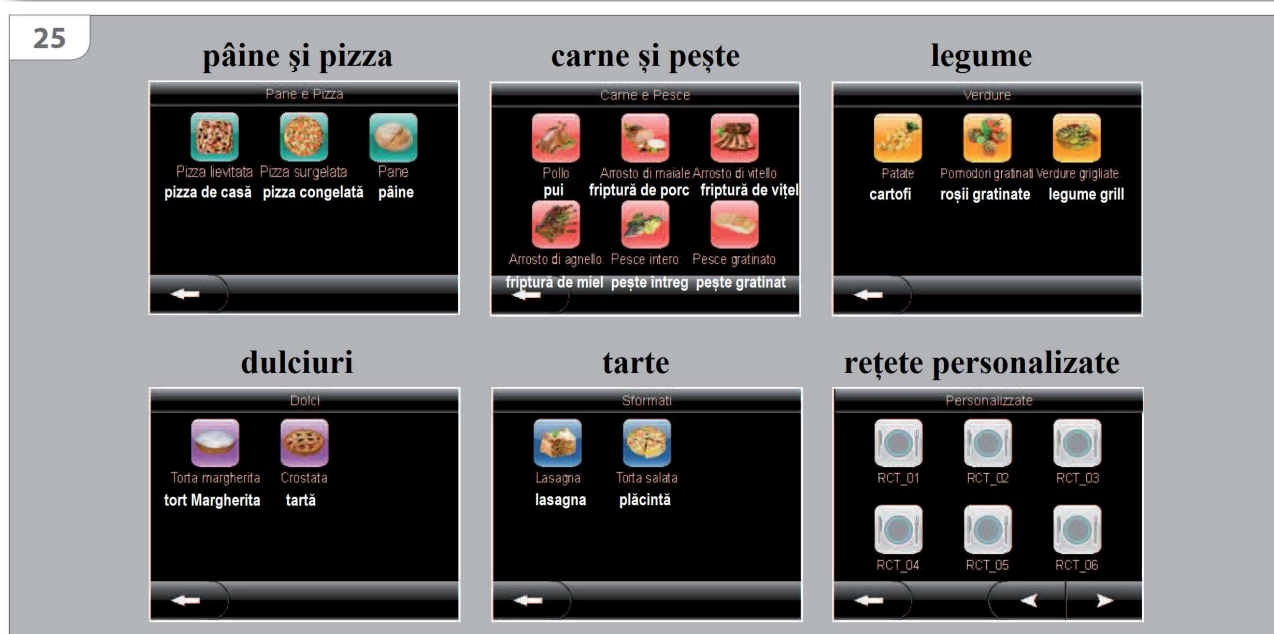 25
pâine şi pizza
Pane e Pizza
Pizza lievitata Pizza surgelata Pane
pizza de casă pizza congelată pâine
carne și pește
Carne e Pesce
Pollo Arrosto di maiale Arrosto di vitello
pui friptură de porc friptură de vițel
Arrosto di agnello Pesce intero Pesce gratinato
friptură de miel pește întreg pește gratinat
legume
Verdure
Patate Pomodori gratinati Verdure grigliate
cartofi roșii gratinate legume grill
dulciuri
Dolci
Torta margherita Crostata
tort Margherita tartă
tarte
Sformati
Lasagna Torta salata
lasagna plăcintă
rețete personalizate
Personalizzate
RCT_01 RCT_02 RCT_03
RCT_04 RCT_05 RCT_06